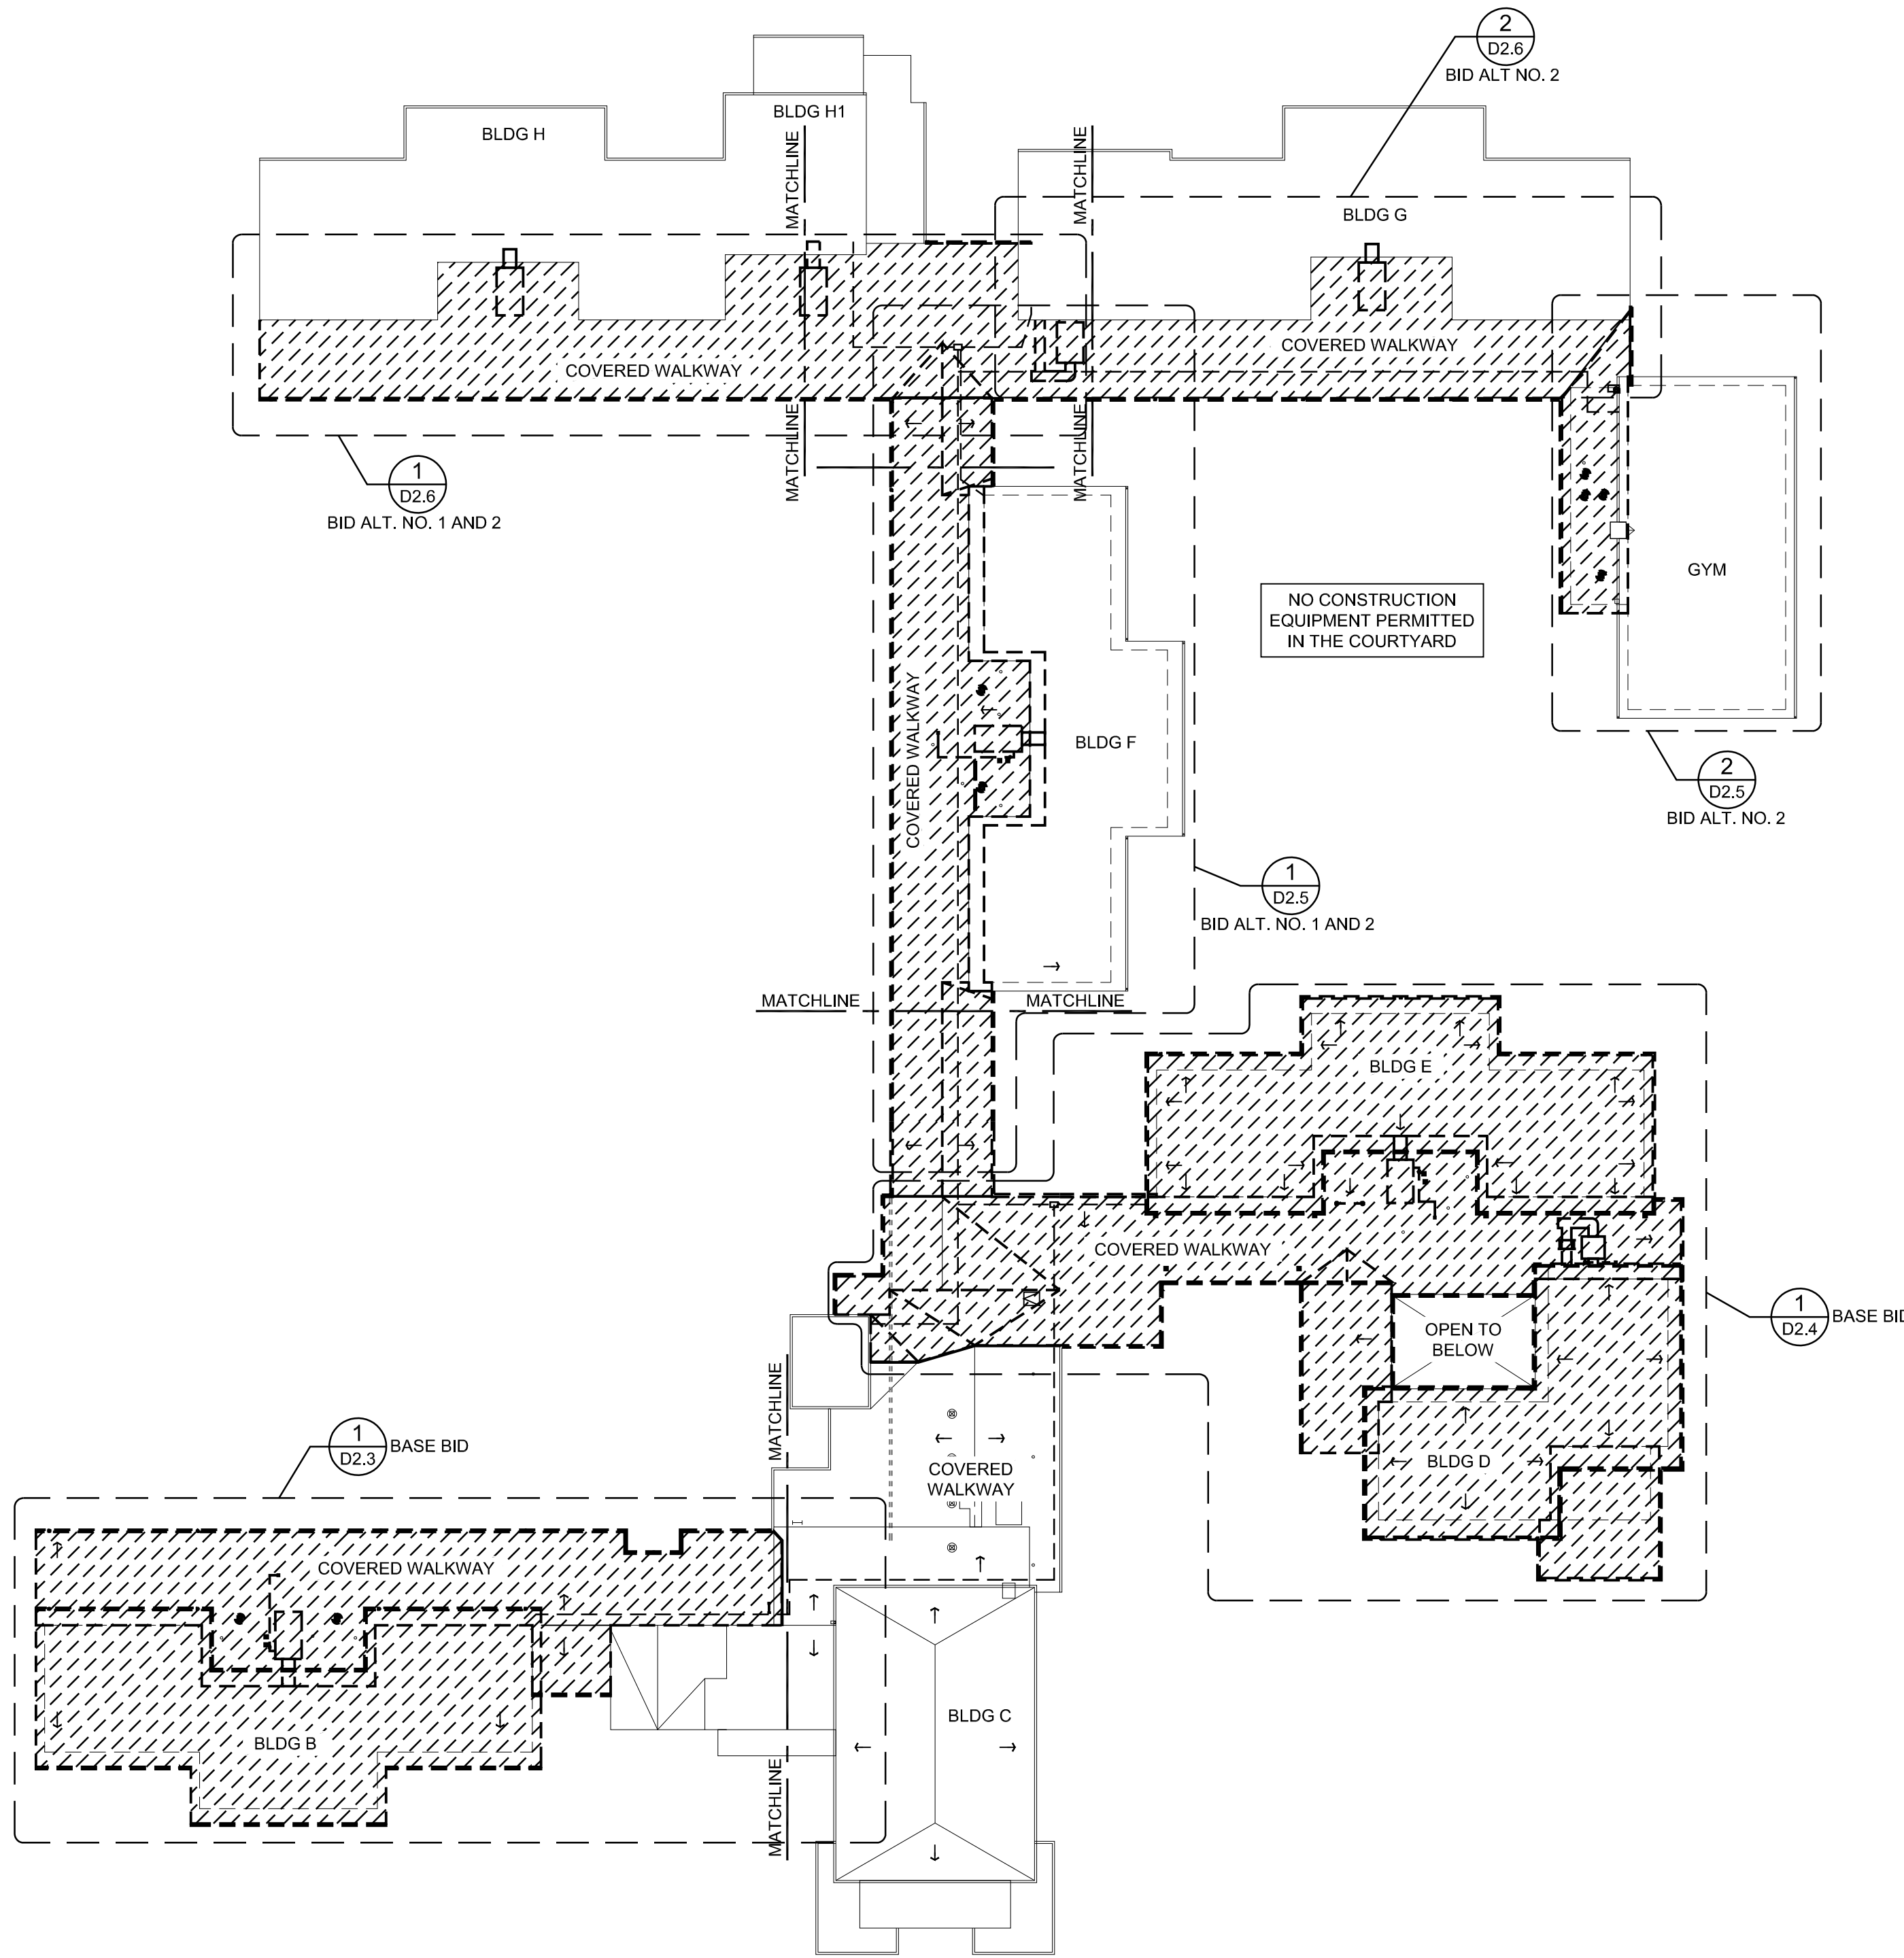 2
D2.6
BID ALT NO. 2
BLDG H1
BLDG H
MATCHLINE
MATCHLINE
BLDG G
COVERED WALKWAY
COVERED WALKWAY
MATCHLINE
MATCHLINE
1
D2.6
BID ALT. NO. 1 AND 2
GYM
NO CONSTRUCTION
EQUIPMENT PERMITTED
IN THE COURTYARD
COVERED WALKWAY
BLDG F
2
D2.5
BID ALT. NO. 2
1
D2.5
BID ALT. NO. 1 AND 2
MATCHLINE
MATCHLINE
BLDG E
COVERED WALKWAY
OPEN TO
BELOW
1
D2.4
BASE BID
MATCHLINE
1
D2.3
BASE BID
BLDG D
COVERED
WALKWAY
COVERED WALKWAY
BLDG C
BLDG B
MATCHLINE